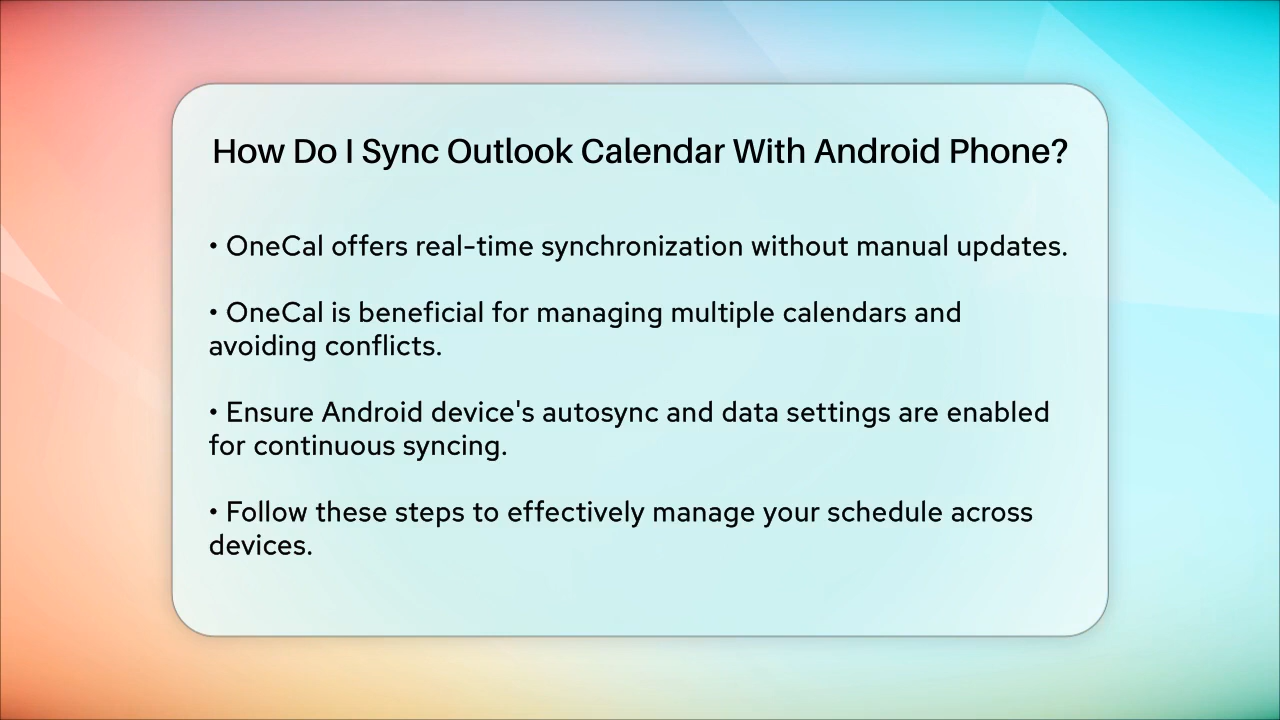 How Do I Sync Outlook Calendar With Android Phone?
• OneCal offers real-time synchronization without manual updates.
• OneCal is beneficial for managing multiple calendars and
avoiding conflicts.
• Ensure Android device's autosync and data settings are enabled
for continuous syncing.
• Follow these steps to effectively manage your schedule across
devices.